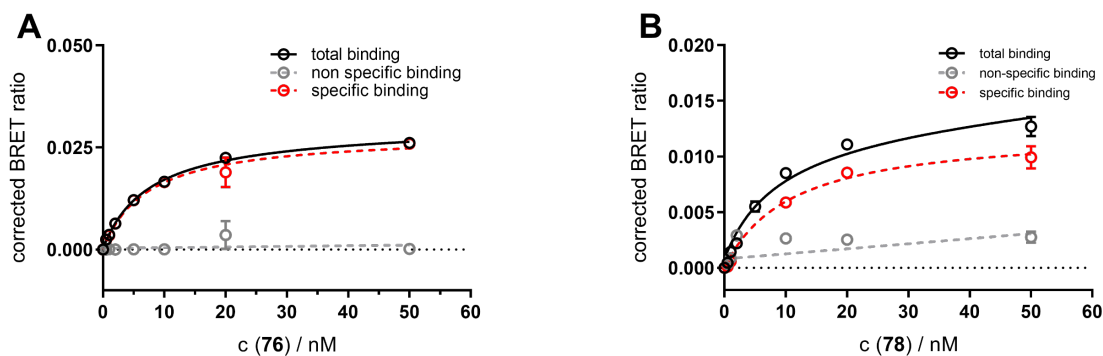 A
corrected BRET ratio
0.050
0.025
0.000
total binding
non specific binding
specific binding
0 10 20 30 40 50 60
c (76) / nM
B
corrected BRET ratio
0.020
0.015
0.010
0.005
0.000
total binding
non-specific binding
specific binding
0 10 20 30 40 50 60
c (78) / nM